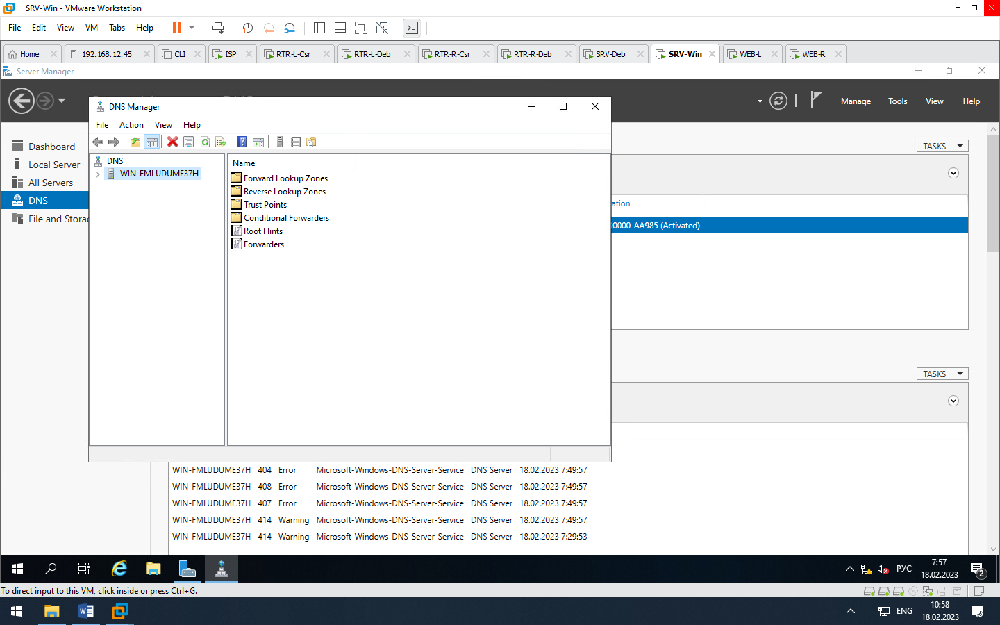 SRV-Win - VMware Workstation
File Edit View VM Tabs Help
Home 192.168.12.45 CLI ISP RTR-L-Csr RTR-L-Deb RTR-R-Csr RTR-R-Deb SRV-Deb SRV-Win WEB-L WEB-R
Server Manager
Manage Tools View Help
DNS Manager
File Action View Help
Dashboard
Local Server
All Servers
DNS
File and Storag
DNS
WIN-FMLUDUME37H
Name
Forward Lookup Zones
Reverse Lookup Zones
Trust Points
Conditional Forwarders
Root Hints
Forwarders
TASKS
ation
00000-AA985 (Activated)
TASKS
WIN-FMLUDUME37H 404 Error Microsoft-Windows-DNS-Server-Service DNS Server 18.02.2023 7:49:57
WIN-FMLUDUME37H 408 Error Microsoft-Windows-DNS-Server-Service DNS Server 18.02.2023 7:49:57
WIN-FMLUDUME37H 407 Error Microsoft-Windows-DNS-Server-Service DNS Server 18.02.2023 7:49:57
WIN-FMLUDUME37H 414 Warning Microsoft-Windows-DNS-Server-Service DNS Server 18.02.2023 7:49:57
WIN-FMLUDUME37H 414 Warning Microsoft-Windows-DNS-Server-Service DNS Server 18.02.2023 7:29:53
РУС 7:57
18.02.2023 2
To direct input to this VM, click inside or press Ctrl+G.
ENG 10:58
18.02.2023